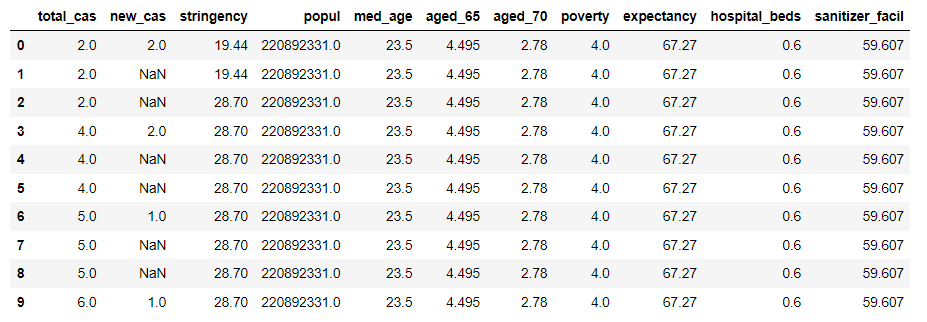 total_cas new_cas stringency popul med_age aged_65 aged_70 poverty expectancy hospital_beds sanitizer_facil
0 2.0 2.0 19.44 220892331.0 23.5 4.495 2.78 4.0 67.27 0.6 59.607
1 2.0 NaN 19.44 220892331.0 23.5 4.495 2.78 4.0 67.27 0.6 59.607
2 2.0 NaN 28.70 220892331.0 23.5 4.495 2.78 4.0 67.27 0.6 59.607
3 4.0 2.0 28.70 220892331.0 23.5 4.495 2.78 4.0 67.27 0.6 59.607
4 4.0 NaN 28.70 220892331.0 23.5 4.495 2.78 4.0 67.27 0.6 59.607
5 4.0 NaN 28.70 220892331.0 23.5 4.495 2.78 4.0 67.27 0.6 59.607
6 5.0 1.0 28.70 220892331.0 23.5 4.495 2.78 4.0 67.27 0.6 59.607
7 5.0 NaN 28.70 220892331.0 23.5 4.495 2.78 4.0 67.27 0.6 59.607
8 5.0 NaN 28.70 220892331.0 23.5 4.495 2.78 4.0 67.27 0.6 59.607
9 6.0 1.0 28.70 220892331.0 23.5 4.495 2.78 4.0 67.27 0.6 59.607